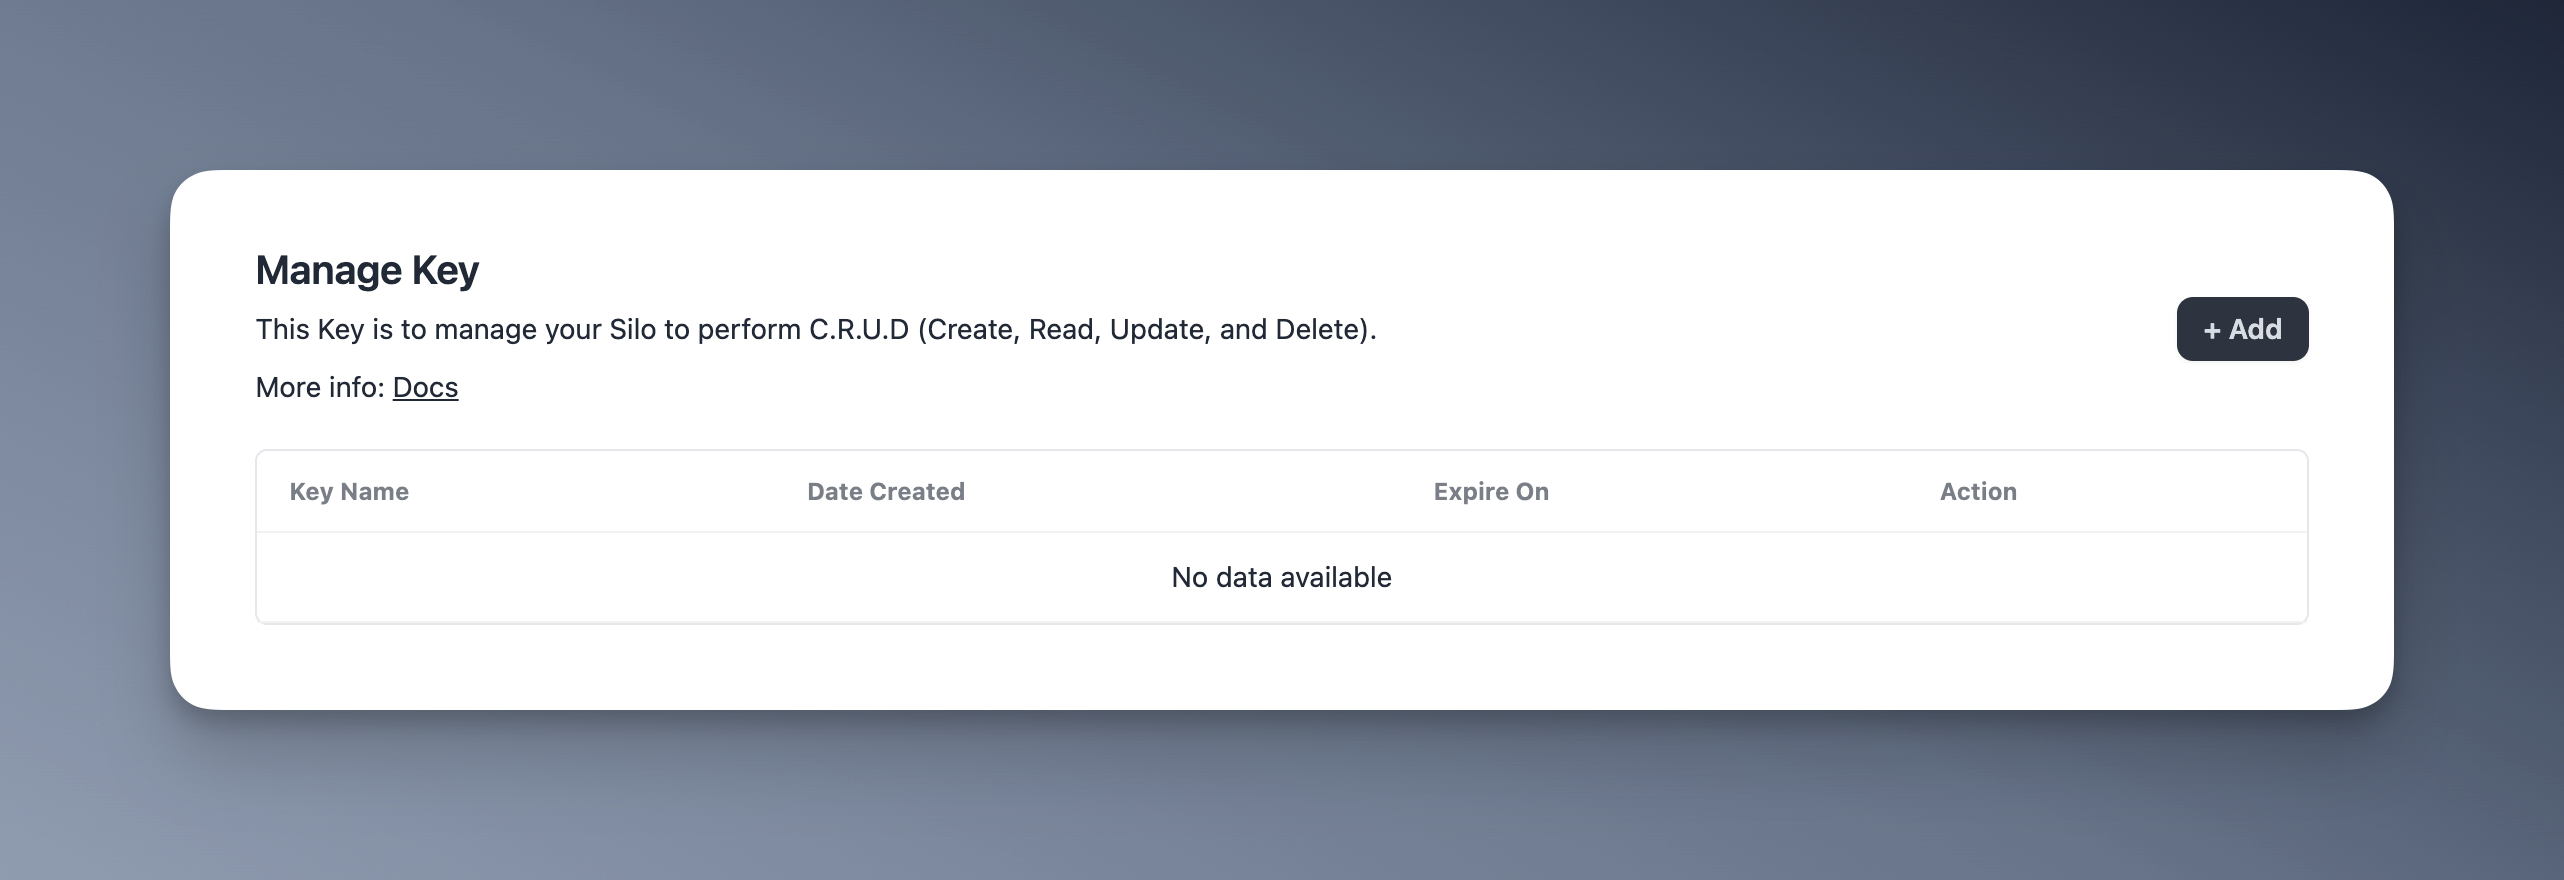 Manage Key
This Key is to manage your Silo to perform C.R.U.D (Create, Read, Update, and Delete).
+ Add
More info: Docs
Key Name Date Created Expire On Action
No data available